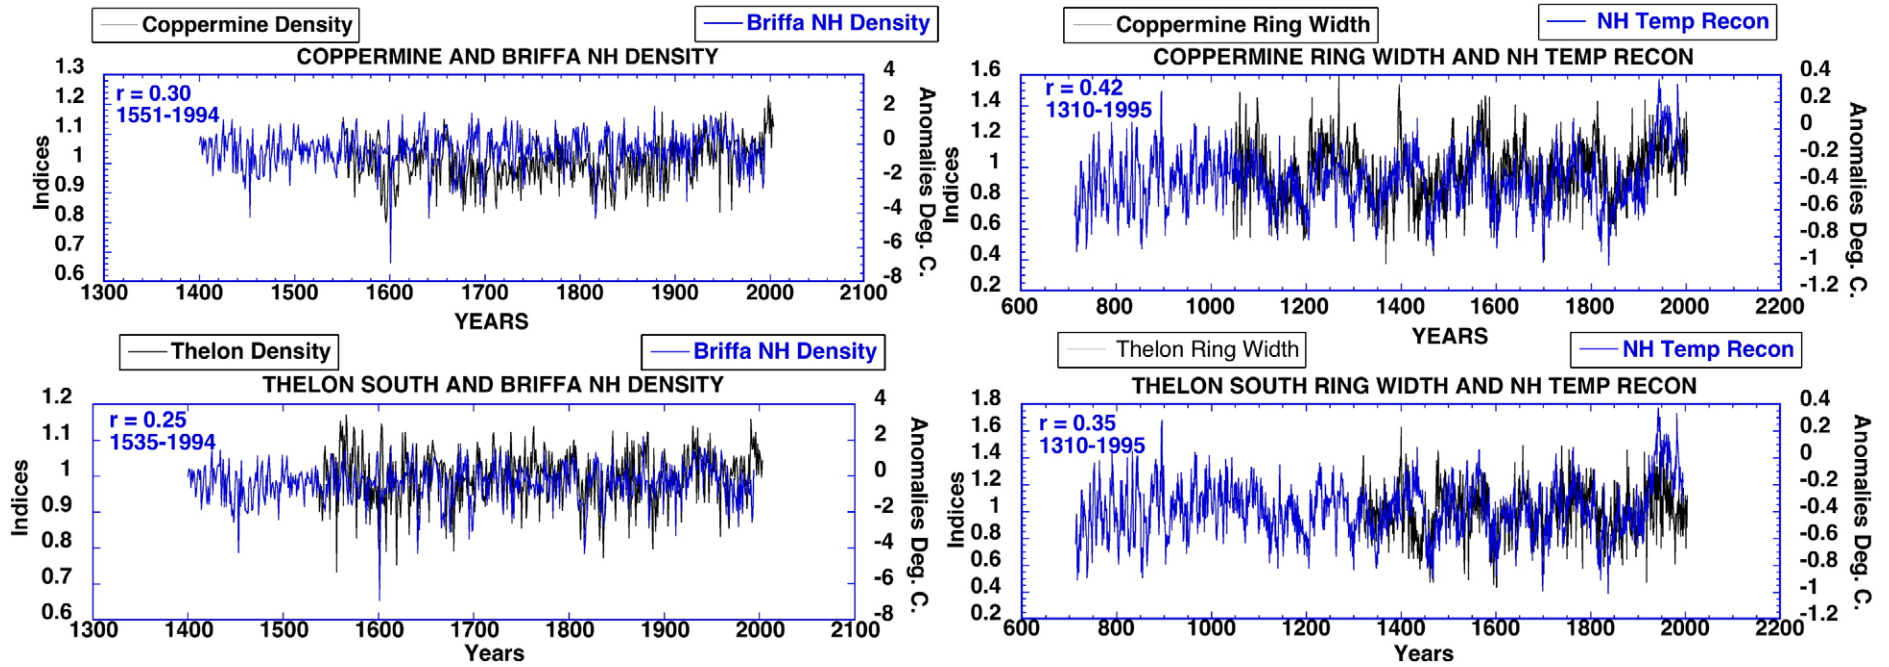 Coppermine Density
Briffa NH Density
COPPERMINE AND BRIFFA NH DENSITY
r = 0.30
1551-1994
Indices
1.3
1.2
1.1
1
0.9
0.8
0.7
0.6
4
2
0
-2
-4
-6
-8
Anomalies Deg. C.
1300 1400 1500 1600 1700 1800 1900 2000 2100
YEARS
Coppermine Ring Width
NH Temp Recon
COPPERMINE RING WIDTH AND NH TEMP RECON
r = 0.42
1310-1995
Indices
1.6
1.4
1.2
1
0.8
0.6
0.4
0.2
0.4
0.2
0
-0.2
-0.4
-0.6
-0.8
-1
-1.2
Anomalies Deg. C.
600 800 1000 1200 1400 1600 1800 2000 2200
YEARS
Thelon Density
Briffa NH Density
THELON SOUTH AND BRIFFA NH DENSITY
r = 0.25
1535-1994
Indices
1.2
1.1
1
0.9
0.8
0.7
0.6
4
2
0
-2
-4
-6
-8
Anomalies Deg. C.
1300 1400 1500 1600 1700 1800 1900 2000 2100
Years
Thelon Ring Width
NH Temp Recon
THELON SOUTH RING WIDTH AND NH TEMP RECON
r = 0.35
1310-1995
Indices
1.8
1.6
1.4
1.2
1
0.8
0.6
0.4
0.2
0.4
0.2
0
-0.2
-0.4
-0.6
-0.8
-1
-1.2
Anomalies Deg. C.
600 800 1000 1200 1400 1600 1800 2000 2200
Years